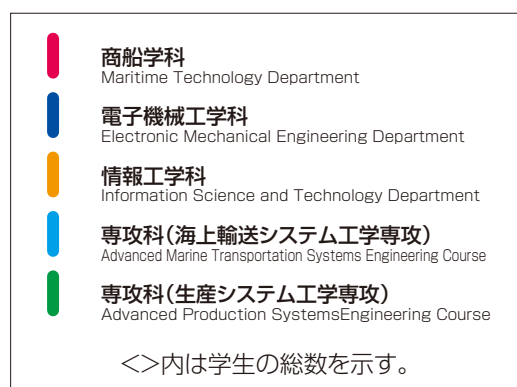 商船学科
Maritime Technology Department
電子機械工学科
Electronic Mechanical Engineering Department
情報工学科
Information Science and Technology Department
専攻科（海上輸送システム工学専攻）
Advanced Marine Transportation Systems Engineering Course
専攻科（生産システム工学専攻）
Advanced Production SystemsEngineering Course
<>内は学生の総数を示す。